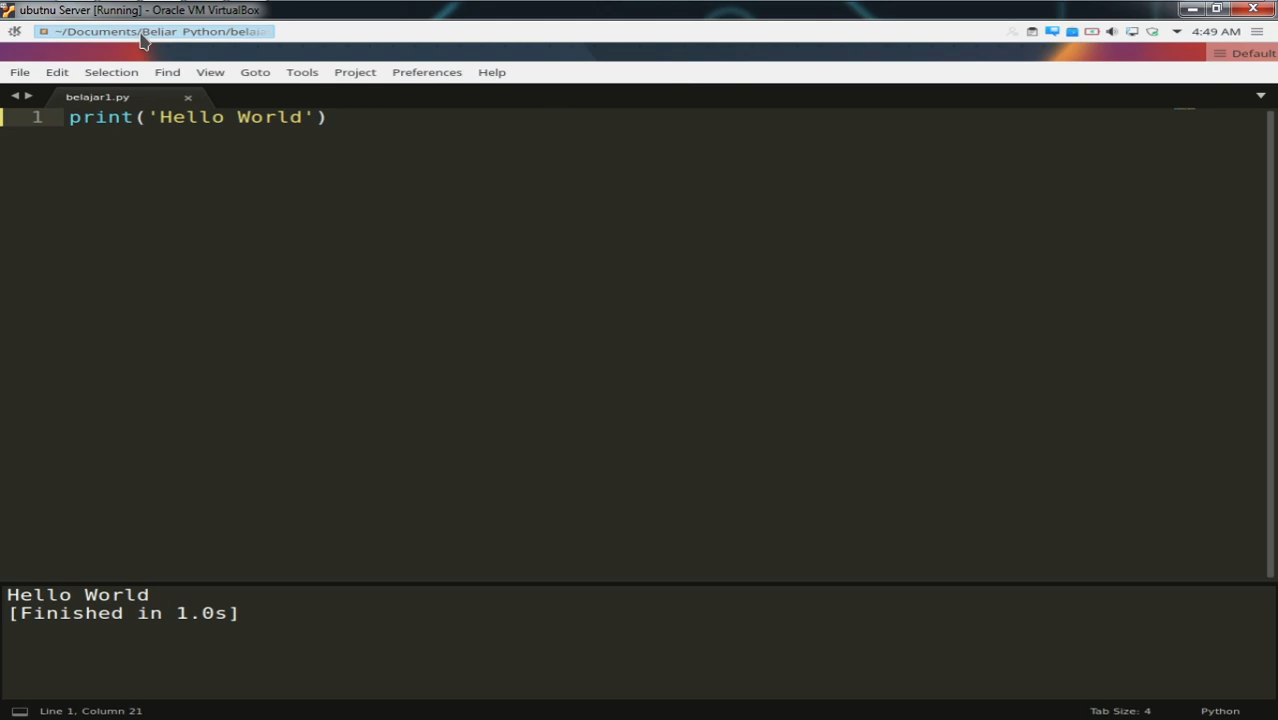 ubutnu Server [Running] - Oracle VM VirtualBox
~/Documents/Beljar Python/belaja
4:49 AM
Default
File Edit Selection Find View Goto Tools Project Preferences Help
belajar1.py
1 print('Hello World')
Hello World
[Finished in 1.0s]
Line 1, Column 21
Tab Size: 4
Python